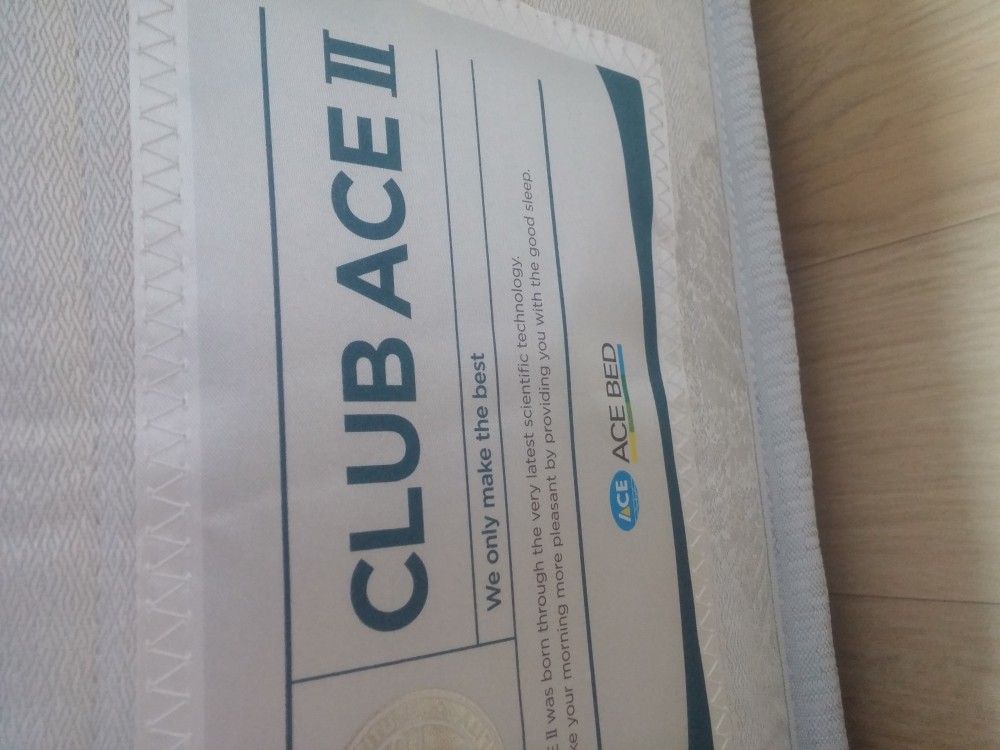 CLUB ACE II
We only make the best
II was born through the very latest scientific technology.
your morning more pleasant by providing you with the good sleep.
ACE ACE BED